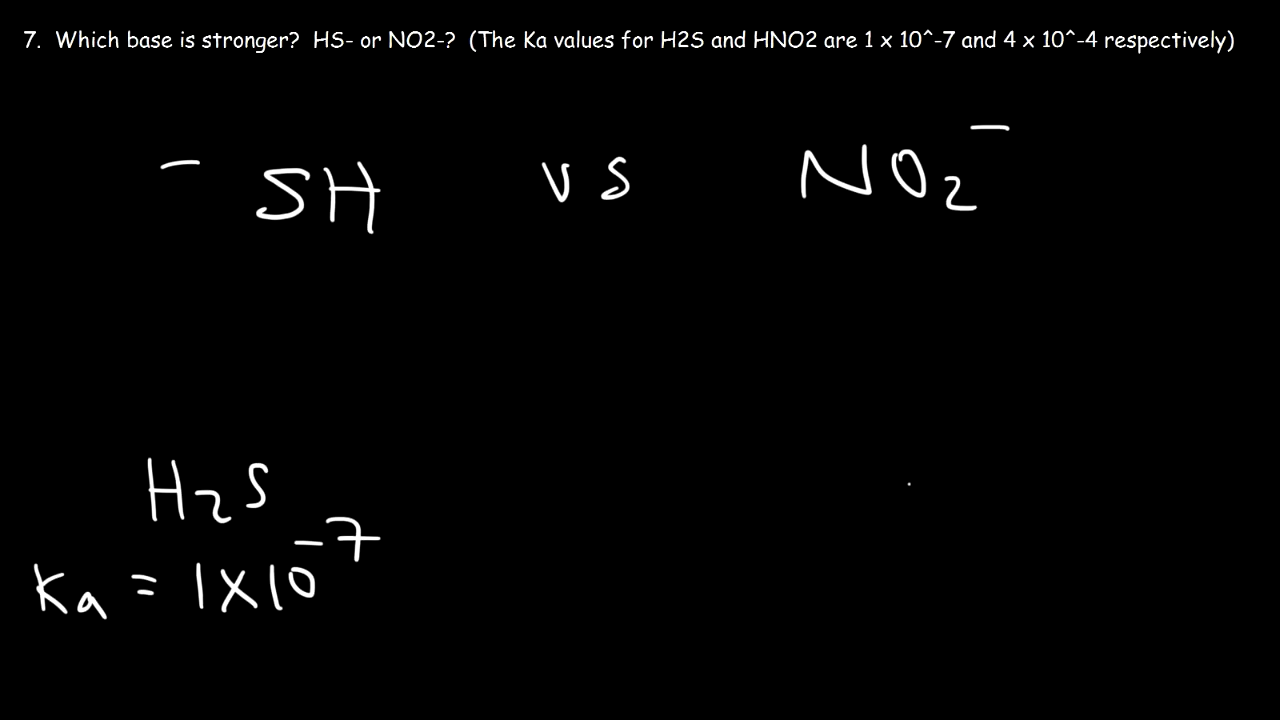 7. Which base is stronger? HS- or NO2-? (The Ka values for H2S and HNO2 are 1 x 10^-7 and 4 x 10^-4 respectively)
⁻SH vs NO₂⁻
H₂S
Ka = 1x10⁻⁷